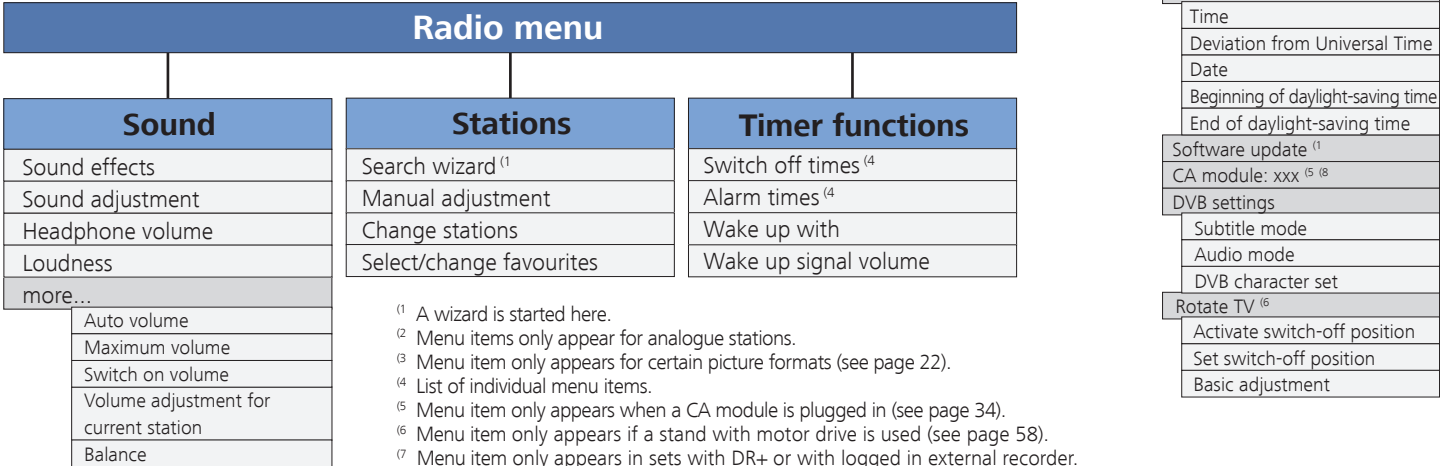 Radio menu
Sound
Sound effects
Sound adjustment
Headphone volume
Loudness
more...
Auto volume
Maximum volume
Switch on volume
Volume adjustment for
current station
Balance
Stations
Search wizard (1
Manual adjustment
Change stations
Select/change favourites
Timer functions
Switch off times (4
Alarm times (4
Wake up with
Wake up signal volume
(1 A wizard is started here.
(2 Menu items only appear for analogue stations.
(3 Menu item only appears for certain picture formats (see page 22).
(4 List of individual menu items.
(5 Menu item only appears when a CA module is plugged in (see page 34).
(6 Menu item only appears if a stand with motor drive is used (see page 58).
(7 Menu item only appears in sets with DR+ or with logged in external recorder.
Time
Deviation from Universal Time
Date
Beginning of daylight-saving time
End of daylight-saving time
Software update (1
CA module: xxx (5 (8
DVB settings
Subtitle mode
Audio mode
DVB character set
Rotate TV (6
Activate switch-off position
Set switch-off position
Basic adjustment